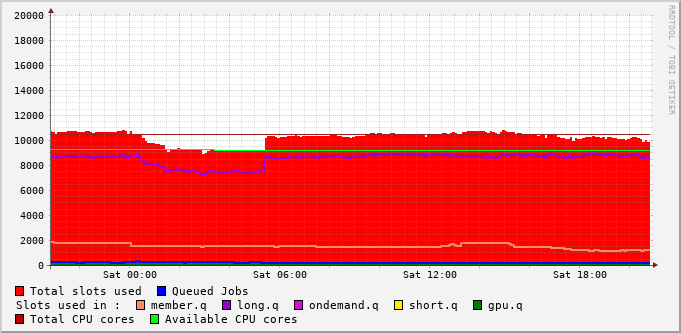 20000
18000
16000
14000
12000
10000
8000
6000
4000
2000
0
Sat 00:00 Sat 06:00 Sat 12:00 Sat 18:00
RRDTOOL / TOBI OETIKER
Total slots used Queued Jobs
Slots used in : member.q long.q ondemand.q short.q gpu.q
Total CPU cores Available CPU cores